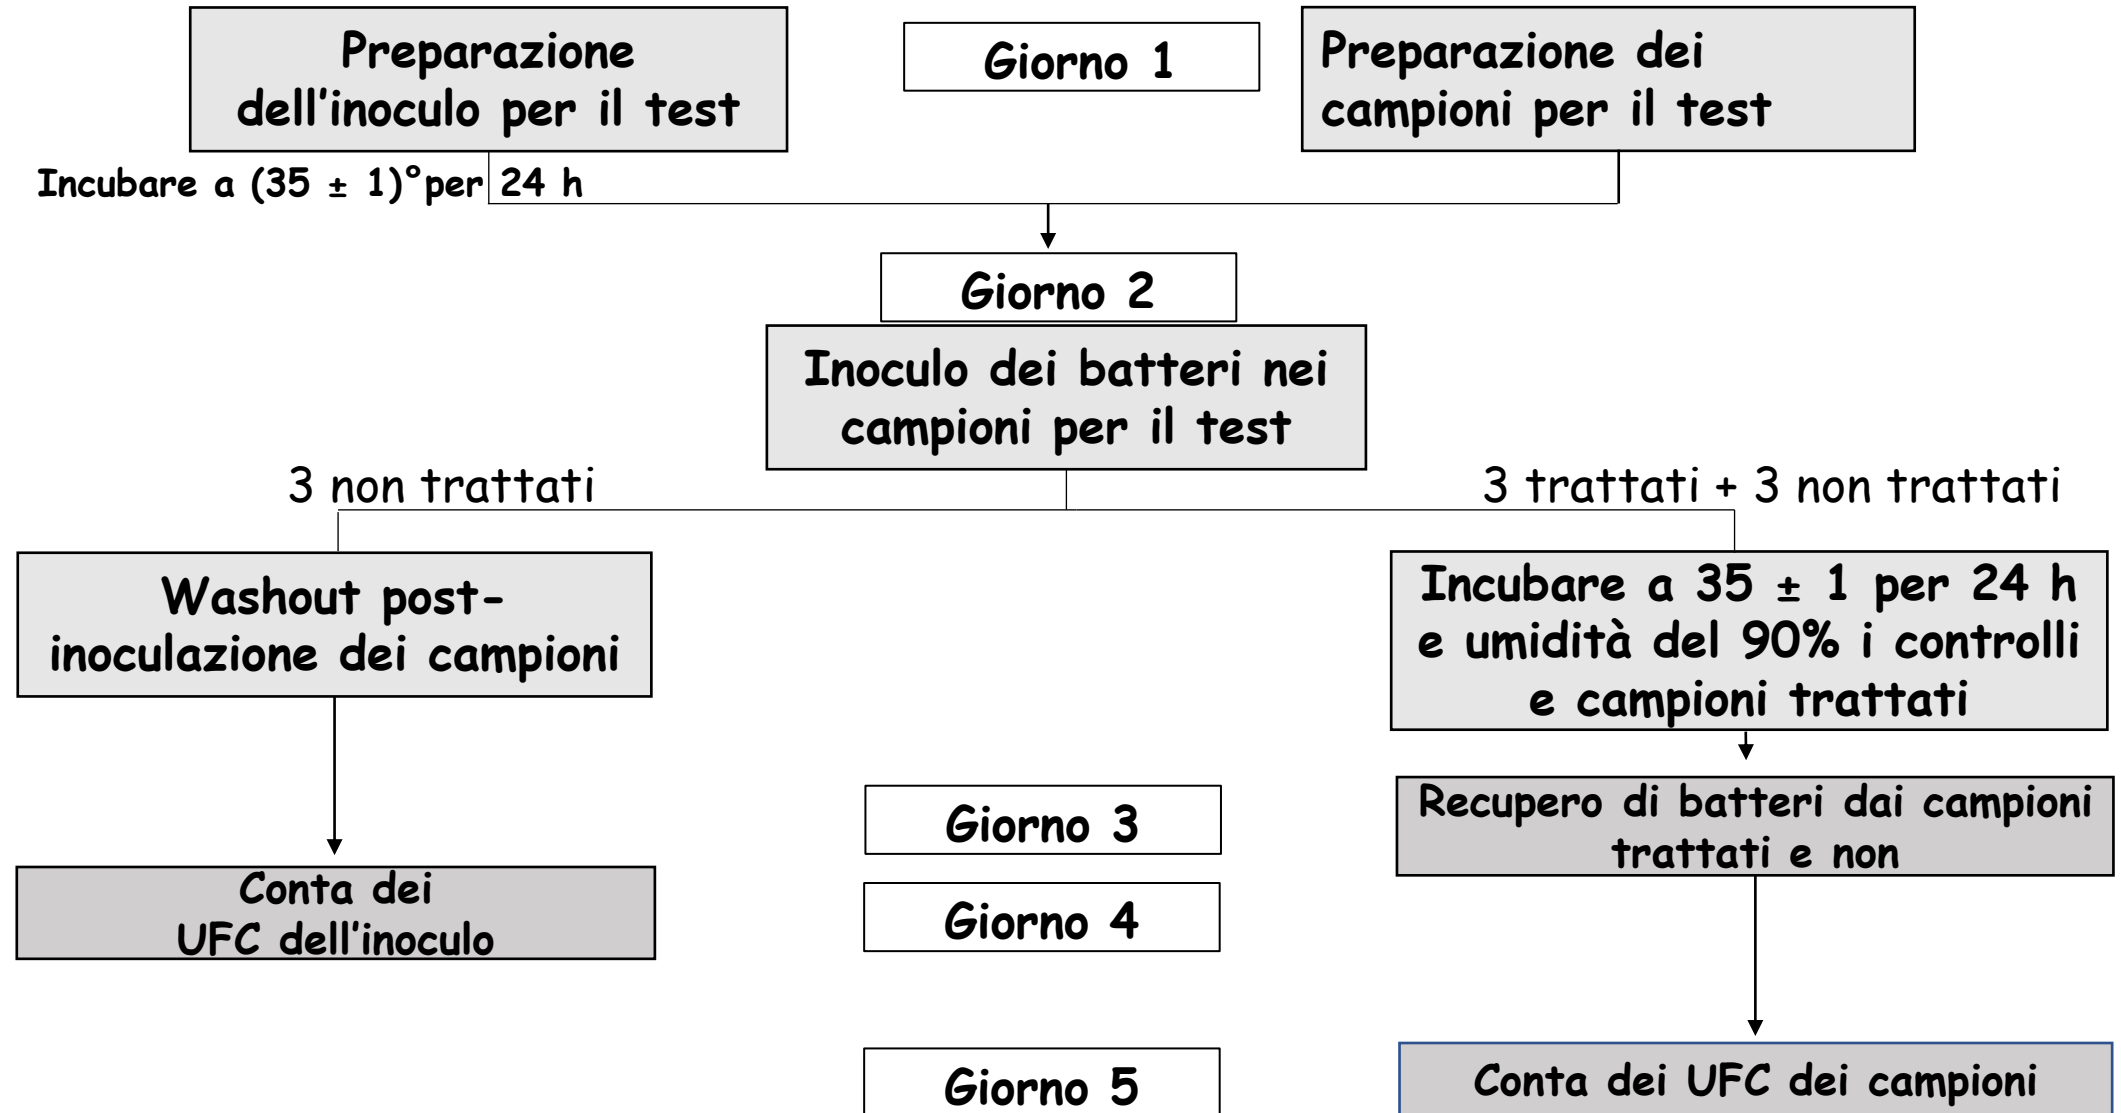 Preparazione
dell'inoculo per il test
Giorno 1
Preparazione dei
campioni per il test
Incubare a (35 ± 1)°per 24 h
Giorno 2
Inoculo dei batteri nei
campioni per il test
3 non trattati
3 trattati + 3 non trattati
Washout post-
inoculazione dei campioni
Incubare a 35 ± 1 per 24 h
e umidità del 90% i controlli
e campioni trattati
Giorno 3
Recupero di batteri dai campioni
trattati e non
Conta dei
UFC dell'inoculo
Giorno 4
Giorno 5
Conta dei UFC dei campioni